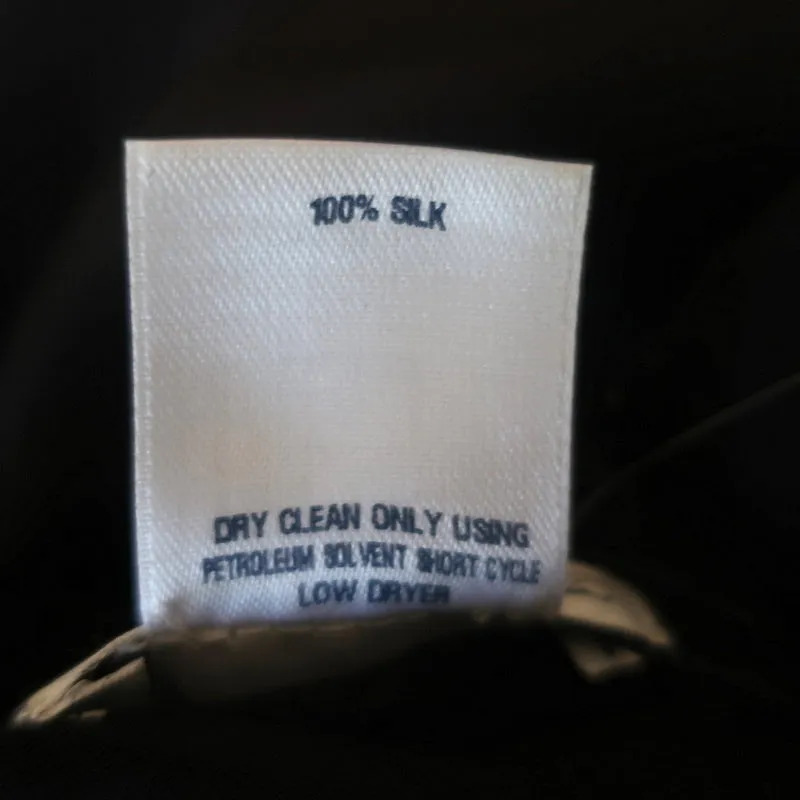 100% SILK
DRY CLEAN ONLY USING
PETROLEUM SOLVENT SHORT CYCLE
LOW DRYER